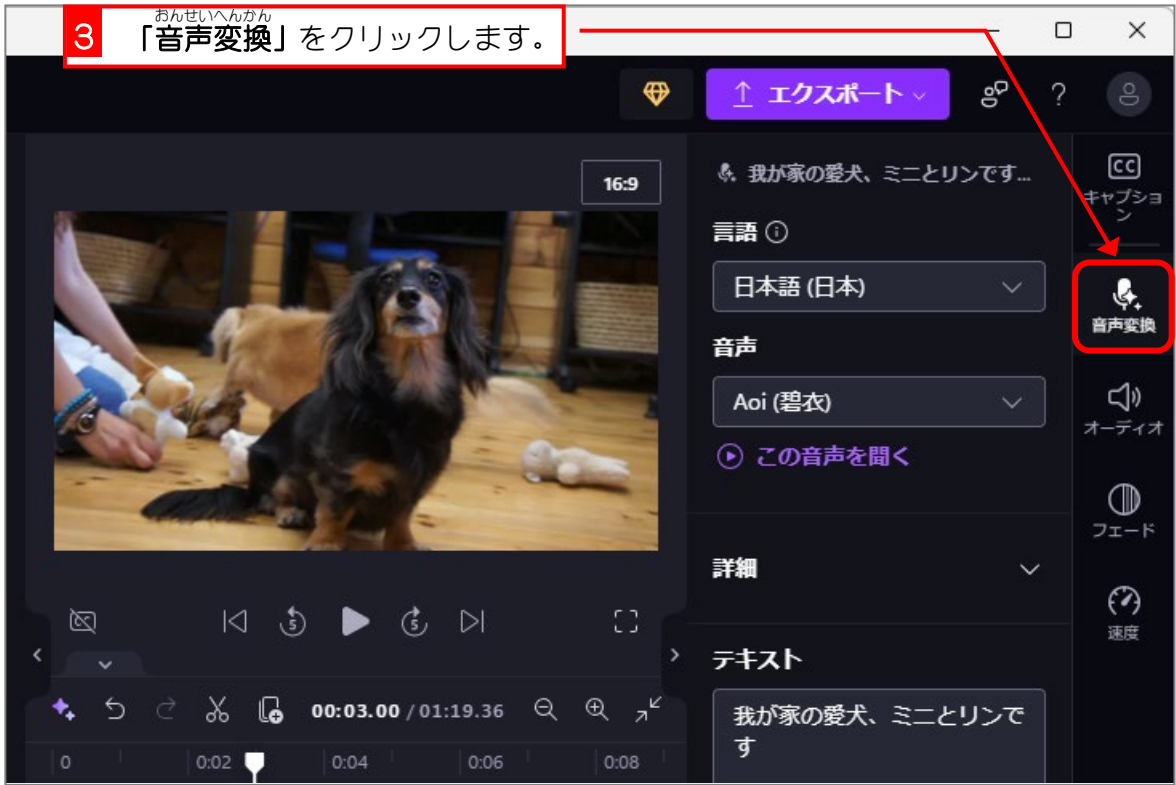 おんせいへんかん
3 「音声変換」をクリックします。
エクスポート
?
16:9
我が家の愛犬、ミニとリンです...
CC
キャプショ
ン
言語
日本語 (日本)
音声変換
音声
Aoi (碧衣)
オーディオ
この音声を聞く
フェード
詳細
5
5
速度
テキスト
00:03.00 / 01:19.36
我が家の愛犬、ミニとリンで
す
0 0:02 0:04 0:06 0:08